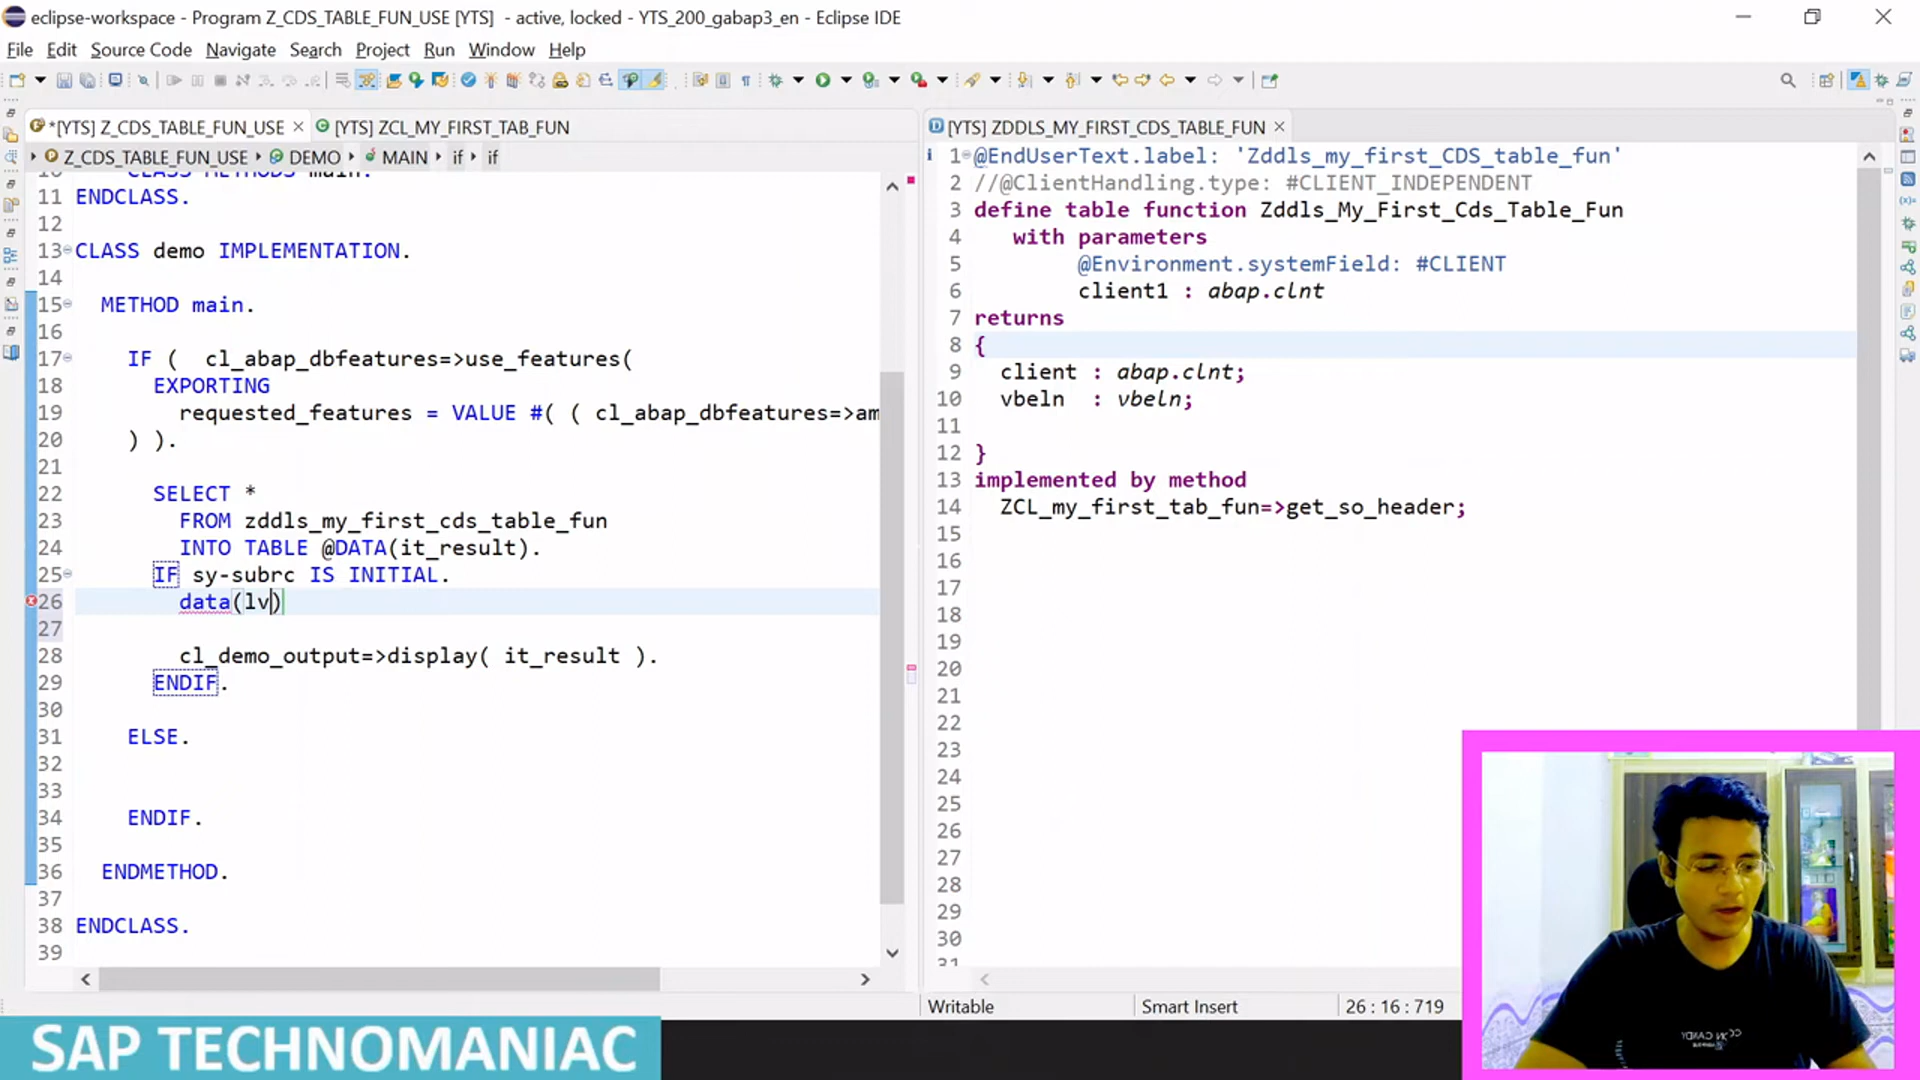 eclipse-workspace - Program Z_CDS_TABLE_FUN_USE [YTS] - active, locked - YTS_200_gabap3_en - Eclipse IDE
File Edit Source Code Navigate Search Project Run Window Help
*[YTS] Z_CDS_TABLE_FUN_USE
[YTS] ZCL_MY_FIRST_TAB_FUN
Z_CDS_TABLE_FUN_USE DEMO MAIN if if
11 ENDCLASS.
12
13 CLASS demo IMPLEMENTATION.
14
15 METHOD main.
16
17 IF ( cl_abap_dbfeatures=>use_features(
18 EXPORTING
19 requested_features = VALUE #( ( cl_abap_dbfeatures=>am
20 ) ).
21
22 SELECT *
23 FROM zddls_my_first_cds_table_fun
24 INTO TABLE @DATA(it_result).
25 IF sy-subrc IS INITIAL.
26 data(lv)
27
28 cl_demo_output=>display( it_result ).
29 ENDIF.
30
31 ELSE.
32
33
34 ENDIF.
35
36 ENDMETHOD.
37
38 ENDCLASS.
39
[YTS] ZDDLS_MY_FIRST_CDS_TABLE_FUN
1 @EndUserText.label: 'Zddls_my_first_CDS_table_fun'
2 //@ClientHandling.type: #CLIENT_INDEPENDENT
3 define table function Zddls_My_First_Cds_Table_Fun
4 with parameters
5 @Environment.systemField: #CLIENT
6 client1 : abap.clnt
7 returns
8 {
9 client : abap.clnt;
10 vbeln : vbeln;
11
12 }
13 implemented by method
14 ZCL_my_first_tab_fun=>get_so_header;
15
16
17
18
19
20
21
22
23
24
25
26
27
28
29
30
31
Writable Smart Insert 26 : 16 : 719
SAP TECHNOMANIAC